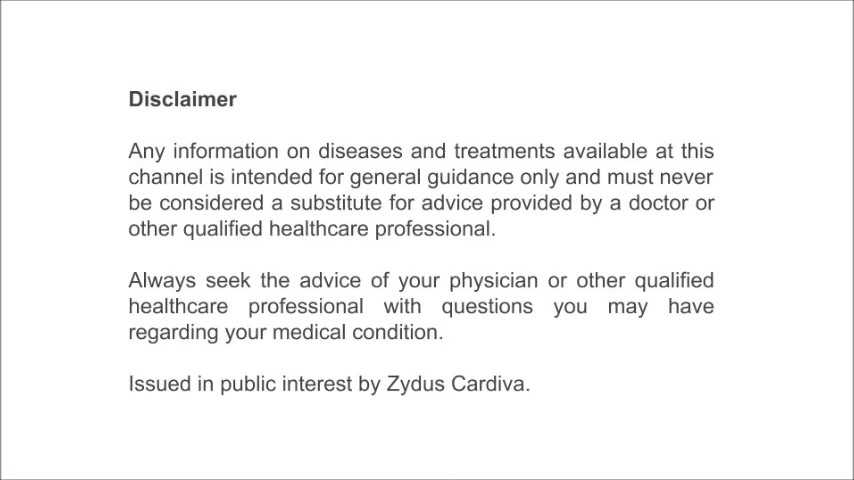 Disclaimer
Any information on diseases and treatments available at this
channel is intended for general guidance only and must never
be considered a substitute for advice provided by a doctor or
other qualified healthcare professional.
Always seek the advice of your physician or other qualified
healthcare professional with questions you may have
regarding your medical condition.
Issued in public interest by Zydus Cardiva.